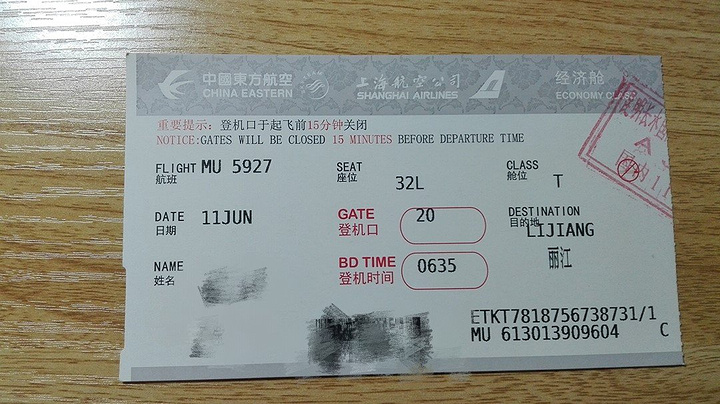 中國東方航空 上海航空公司 经济舱
CHINA EASTERN SHANGHAI AIRLINES ECONOMY CLASS
重要提示：登机口于起飞前15分钟关闭
NOTICE:GATES WILL BE CLOSED 15 MINUTES BEFORE DEPARTURE TIME
FLIGHT MU 5927 SEAT CLASS
航班 座位 32L 舱位 T
DATE 11JUN GATE 20 DESTINATION
日期 登机口 目的地 LIJIANG
丽江
NAME BD TIME 0635
姓名 登机时间
ETKT7818756738731/1
MU 613013909604 C